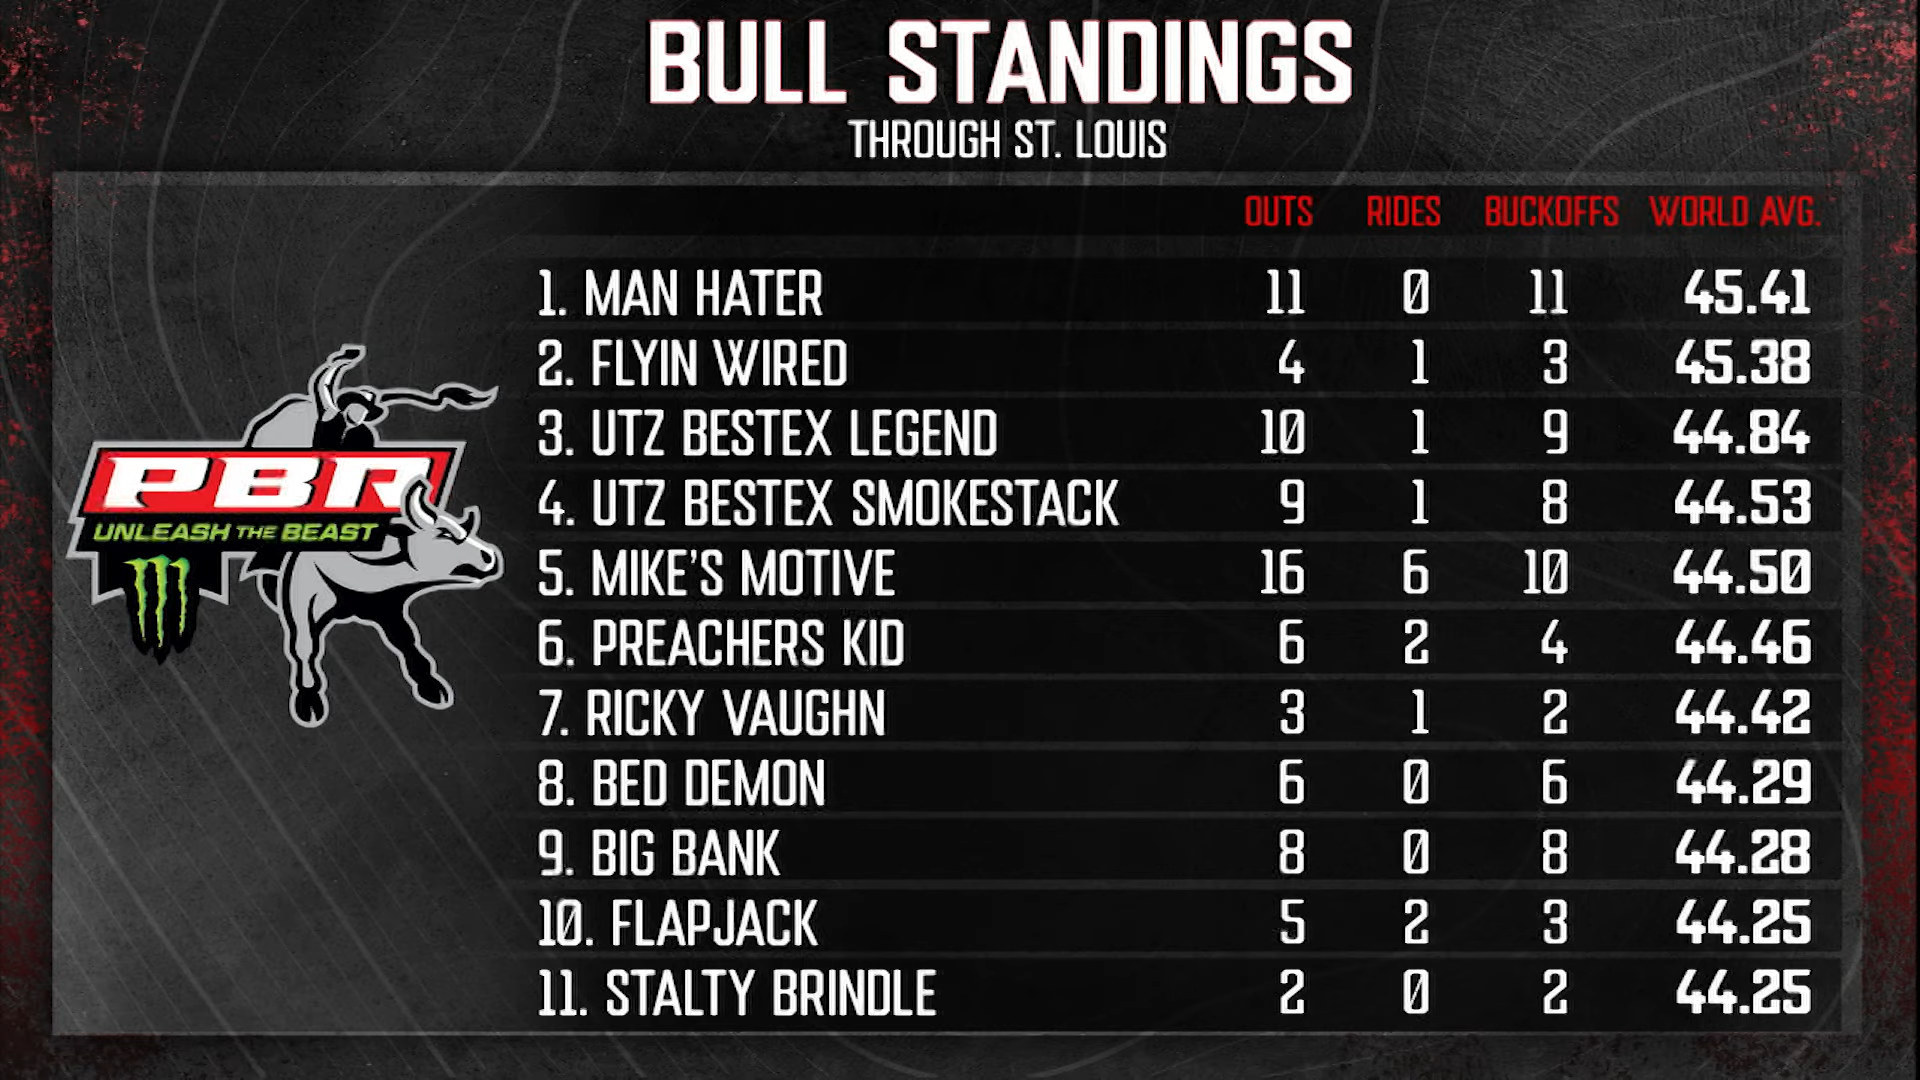 BULL STANDINGS
THROUGH ST. LOUIS
OUTS RIDES BUCKOFFS WORLD AVG.
1. MAN HATER 11 0 11 45.41
2. FLYIN WIRED 4 1 3 45.38
3. UTZ BESTEX LEGEND 10 1 9 44.84
4. UTZ BESTEX SMOKESTACK 9 1 8 44.53
5. MIKE'S MOTIVE 16 6 10 44.50
6. PREACHERS KID 6 2 4 44.46
7. RICKY VAUGHN 3 1 2 44.42
8. BED DEMON 6 0 6 44.29
9. BIG BANK 8 0 8 44.28
10. FLAPJACK 5 2 3 44.25
11. STALTY BRINDLE 2 0 2 44.25
PBR
UNLEASH THE BEAST